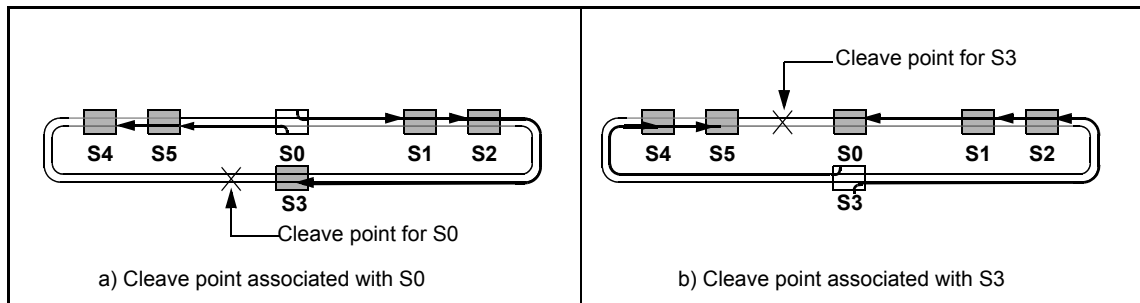 S4 S5 S0 S1 S2
S3
Cleave point for S0
a) Cleave point associated with S0
Cleave point for S3
S4 S5 S0 S1 S2
S3
b) Cleave point associated with S3